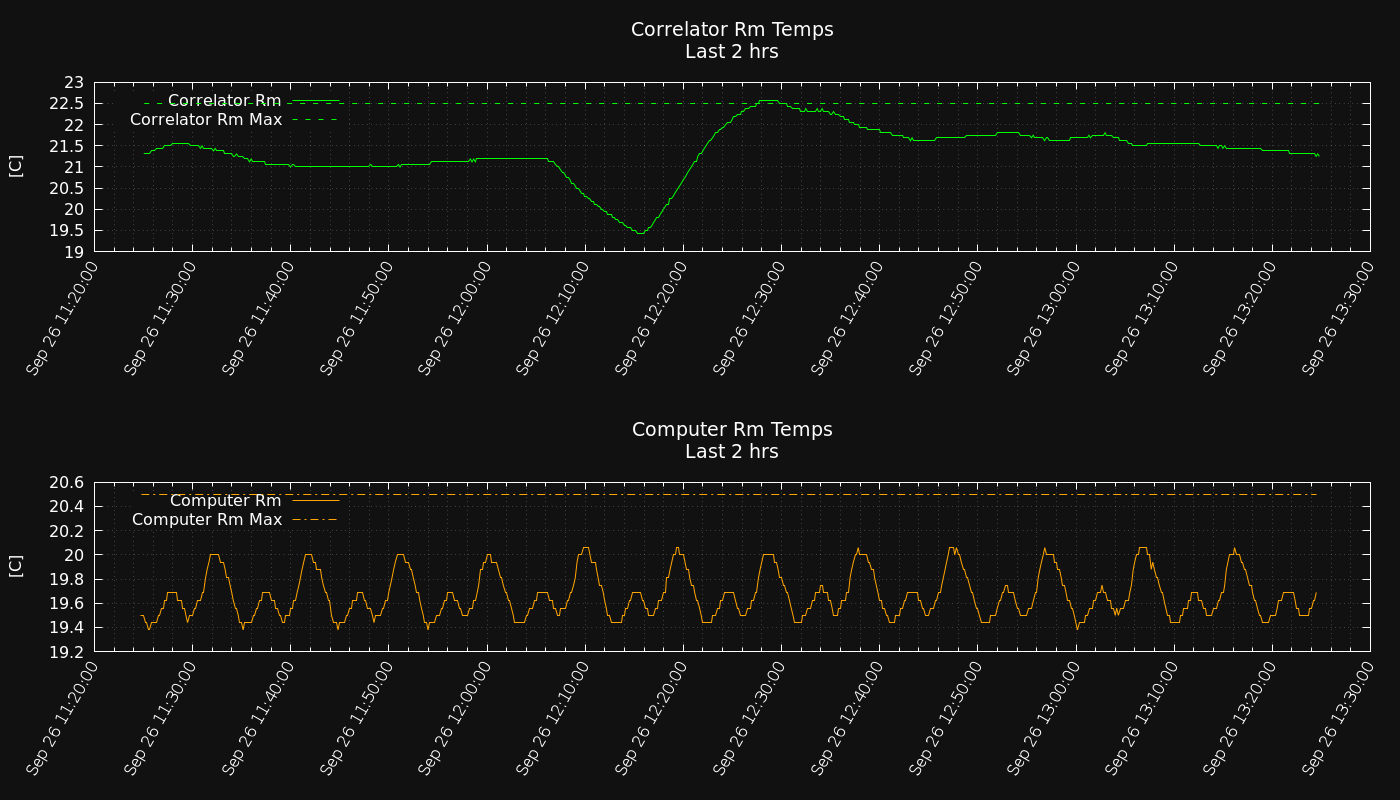 Correlator Rm Temps
Last 2 hrs
23
22.5
22
21.5
21
20.5
20
19.5
19
[C]
Correlator Rm
Correlator Rm Max
Sep 26 11:20:00
Sep 26 11:30:00
Sep 26 11:40:00
Sep 26 11:50:00
Sep 26 12:00:00
Sep 26 12:10:00
Sep 26 12:20:00
Sep 26 12:30:00
Sep 26 12:40:00
Sep 26 12:50:00
Sep 26 13:00:00
Sep 26 13:10:00
Sep 26 13:20:00
Sep 26 13:30:00
Computer Rm Temps
Last 2 hrs
20.6
20.4
20.2
20
19.8
19.6
19.4
19.2
[C]
Computer Rm
Computer Rm Max
Sep 26 11:20:00
Sep 26 11:30:00
Sep 26 11:40:00
Sep 26 11:50:00
Sep 26 12:00:00
Sep 26 12:10:00
Sep 26 12:20:00
Sep 26 12:30:00
Sep 26 12:40:00
Sep 26 12:50:00
Sep 26 13:00:00
Sep 26 13:10:00
Sep 26 13:20:00
Sep 26 13:30:00